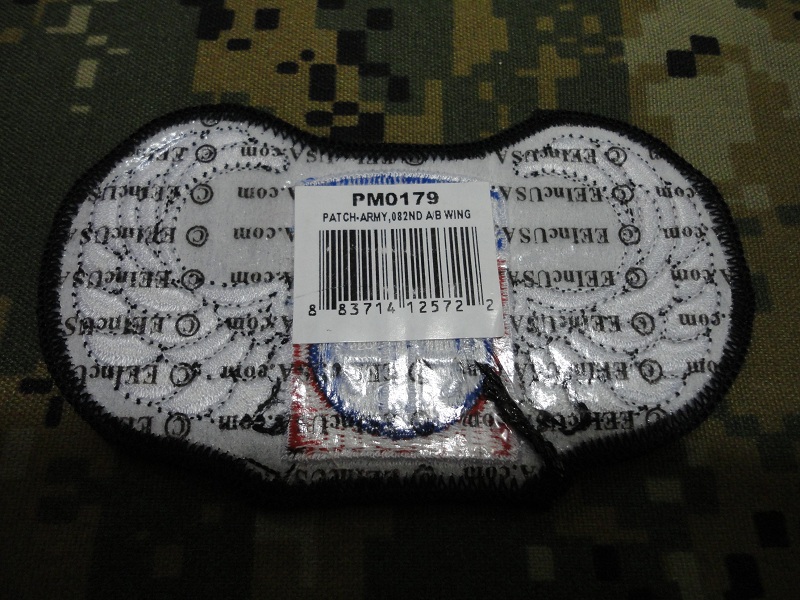 PM0179
PATCH-ARMY,082ND A/B WING
8 83714 12572 2
© EEIncUSA.com